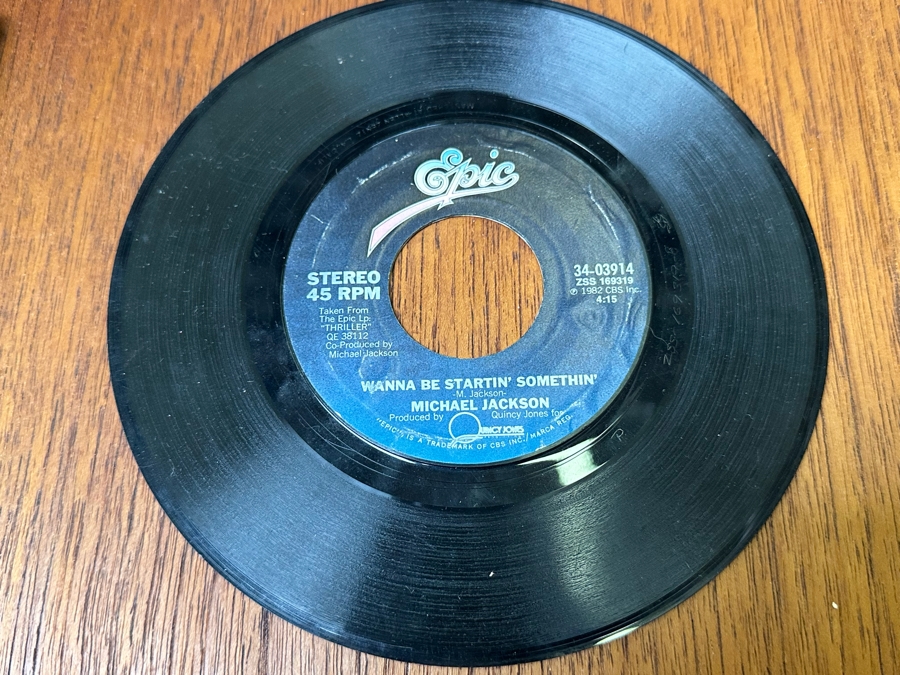 Epic
STEREO
45 RPM
Taken From
The Epic Lp:
"THRILLER"
QE 38112
Co-Produced by
Michael Jackson
34-03914
ZSS 169319
℗ 1982 CBS Inc.
4:15
WANNA BE STARTIN' SOMETHIN'
-M. Jackson-
MICHAEL JACKSON
Produced by Quincy Jones for
QUINCY JONES
"EPIC" IS A TRADEMARK OF CBS INC./MARCA REG.
P